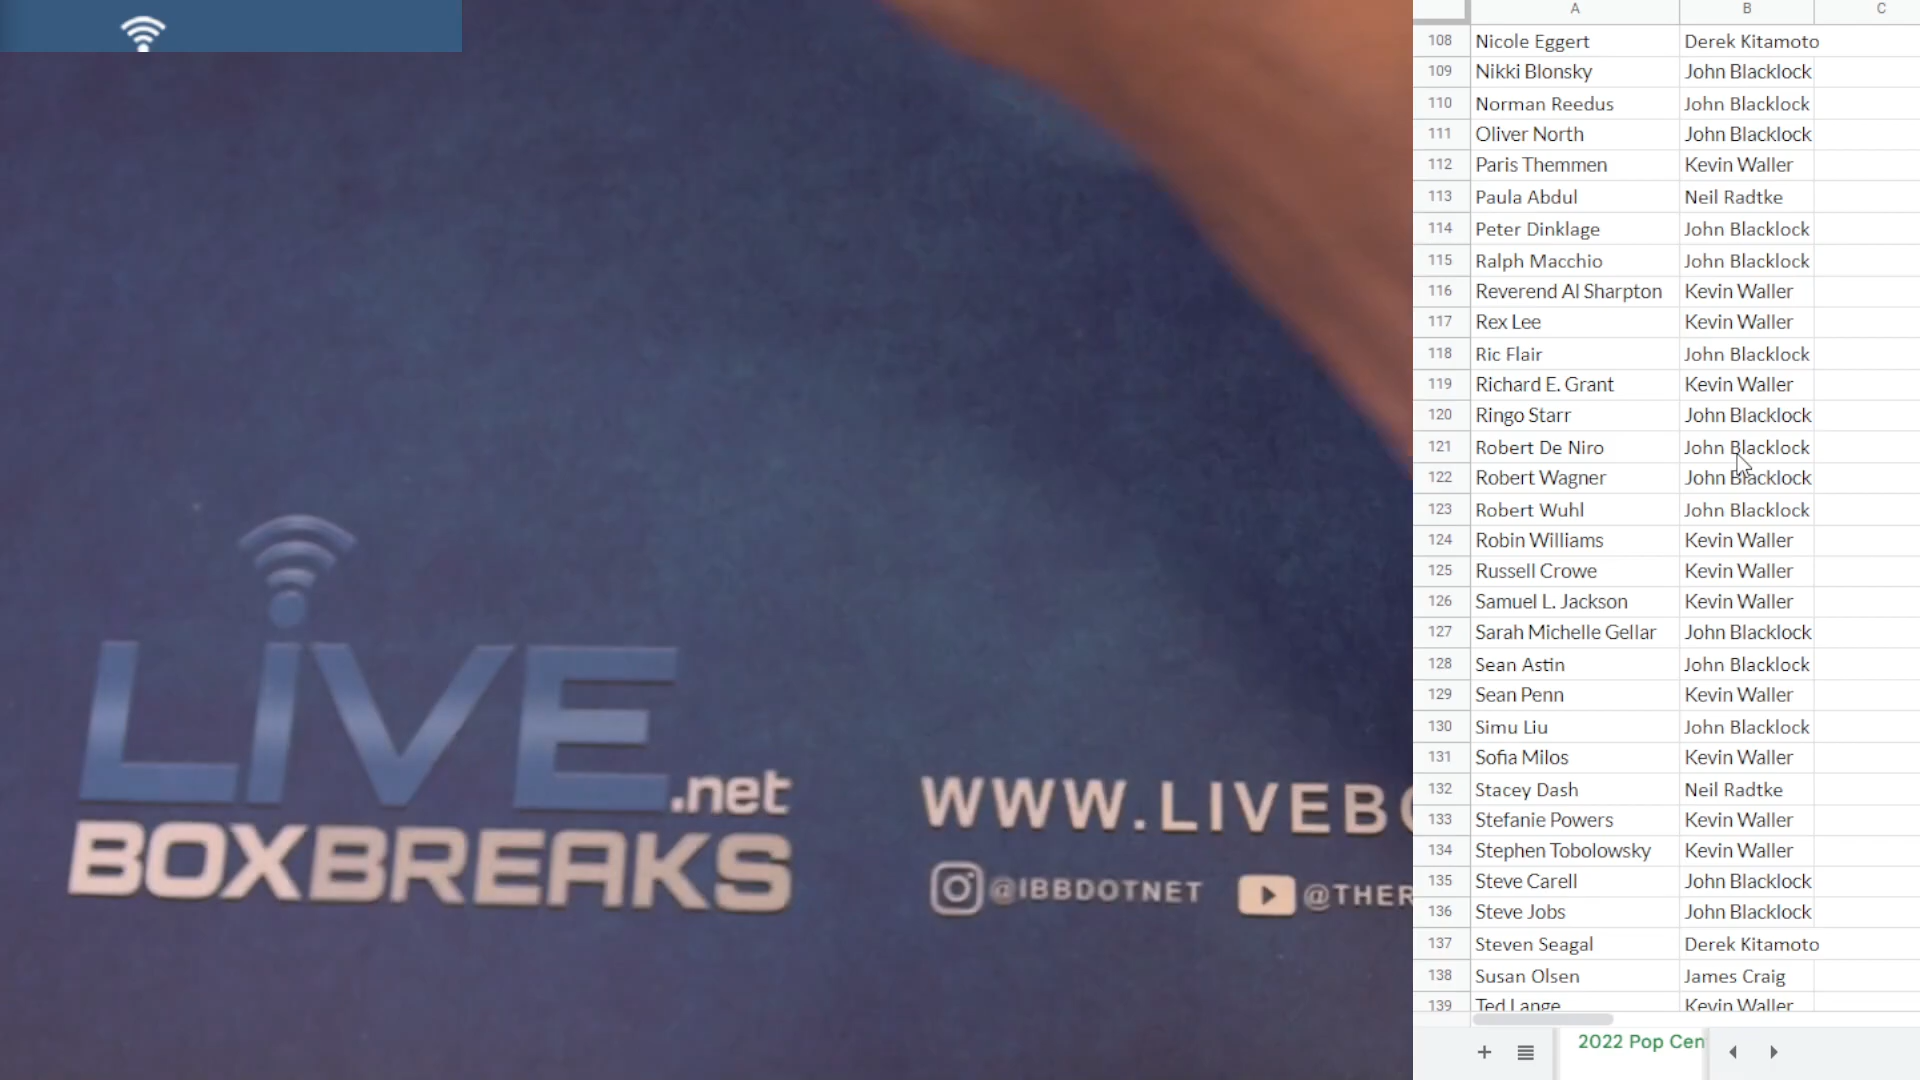 LIVE
.net
BOXBREAKS
WWW.LIVEBO
@IBBDOTNET @THER
A B C
108 Nicole Eggert Derek Kitamoto
109 Nikki Blonsky John Blacklock
110 Norman Reedus John Blacklock
111 Oliver North John Blacklock
112 Paris Themmen Kevin Waller
113 Paula Abdul Neil Radtke
114 Peter Dinklage John Blacklock
115 Ralph Macchio John Blacklock
116 Reverend Al Sharpton Kevin Waller
117 Rex Lee Kevin Waller
118 Ric Flair John Blacklock
119 Richard E. Grant Kevin Waller
120 Ringo Starr John Blacklock
121 Robert De Niro John Blacklock
122 Robert Wagner John Blacklock
123 Robert Wuhl John Blacklock
124 Robin Williams Kevin Waller
125 Russell Crowe Kevin Waller
126 Samuel L. Jackson Kevin Waller
127 Sarah Michelle Gellar John Blacklock
128 Sean Astin John Blacklock
129 Sean Penn Kevin Waller
130 Simu Liu John Blacklock
131 Sofia Milos Kevin Waller
132 Stacey Dash Neil Radtke
133 Stefanie Powers Kevin Waller
134 Stephen Tobolowsky Kevin Waller
135 Steve Carell John Blacklock
136 Steve Jobs John Blacklock
137 Steven Seagal Derek Kitamoto
138 Susan Olsen James Craig
139 Ted Lange Kevin Waller
2022 Pop Cen